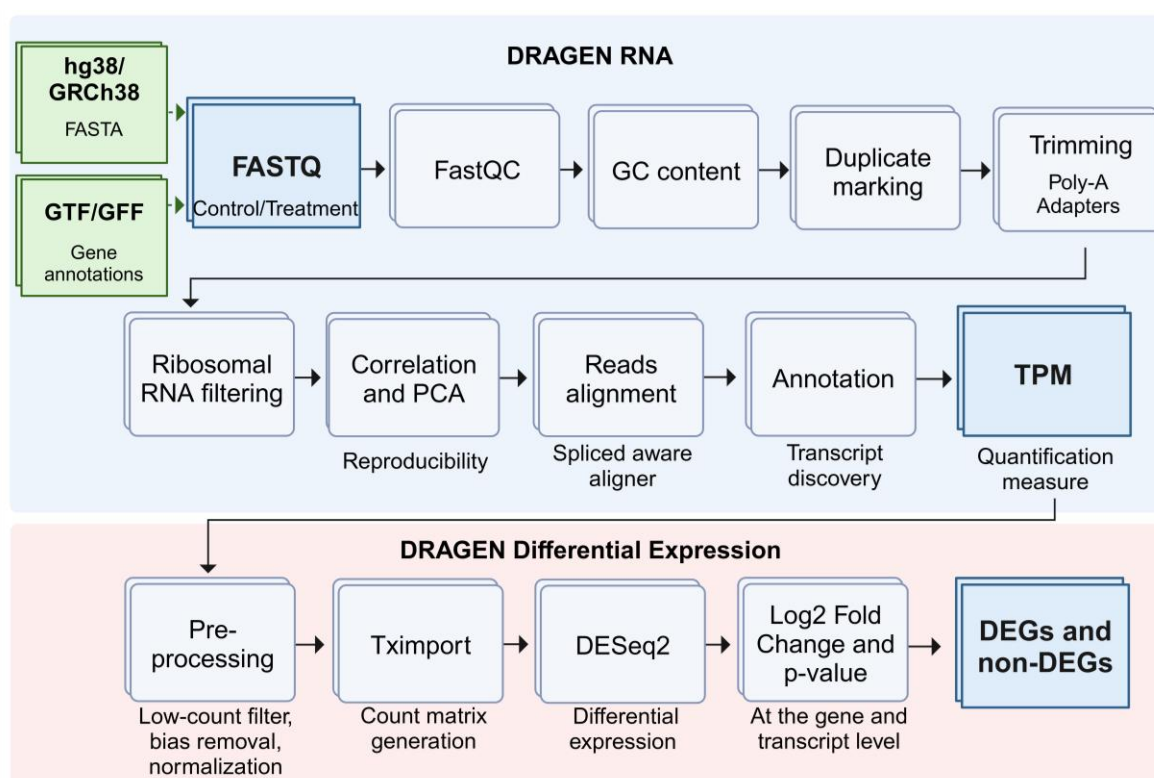 DRAGEN RNA
hg38/
GRCh38
FASTA
GTF/GFF
Gene
annotations
FASTQ
Control/Treatment
FastQC
GC content
Duplicate
marking
Trimming
Poly-A
Adapters
Ribosomal
RNA filtering
Correlation
and PCA
Reproducibility
Reads
alignment
Spliced aware
aligner
Annotation
Transcript
discovery
TPM
Quantification
measure
DRAGEN Differential Expression
Pre-
processing
Low-count filter,
bias removal,
normalization
Tximport
Count matrix
generation
DESeq2
Differential
expression
Log2 Fold
Change and
p-value
At the gene and
transcript level
DEGs and
non-DEGs